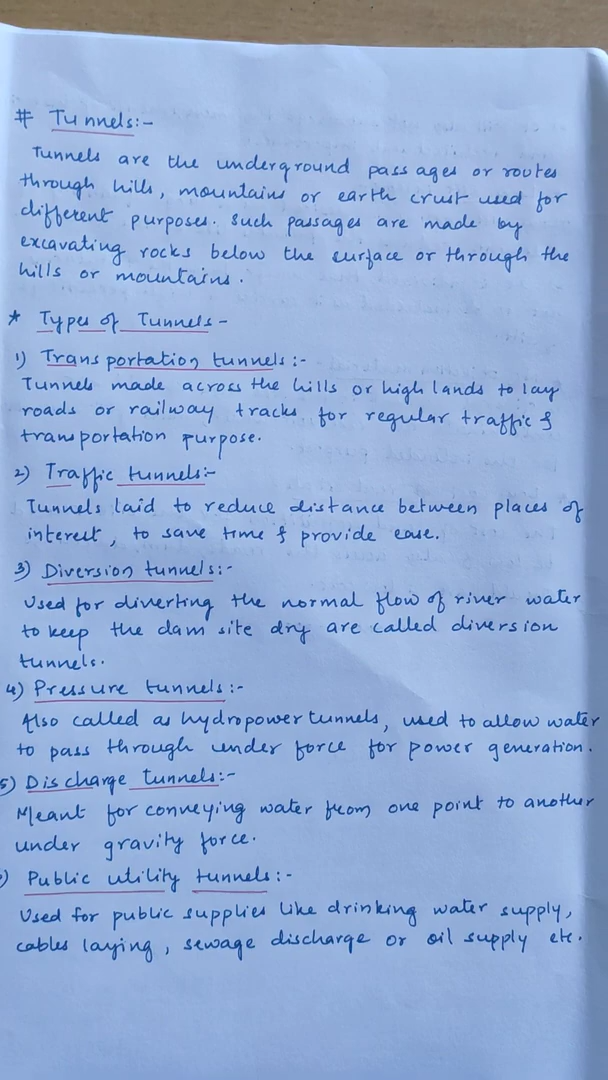 # Tunnels:-
Tunnels are the underground passages or routes
through hills, mountains or earth crust used for
different purposes. Such passages are made by
excavating rocks below the surface or through the
hills or mountains.
* Types of Tunnels -
1) Transportation tunnels:-
Tunnels made across the hills or high lands to lay
roads or railway tracks for regular traffic &
transportation purpose.
2) Traffic tunnels:-
Tunnels laid to reduce distance between places of
interest, to save time & provide ease.
3) Diversion tunnels:-
Used for diverting the normal flow of river water
to keep the dam site dry are called diversion
tunnels.
4) Pressure tunnels:-
Also called as hydropower tunnels, used to allow water
to pass through under force for power generation.
5) Discharge tunnels:-
Meant for conveying water from one point to another
under gravity force.
) Public utility tunnels:-
Used for public supplies like drinking water supply,
cables laying, sewage discharge or oil supply etc.